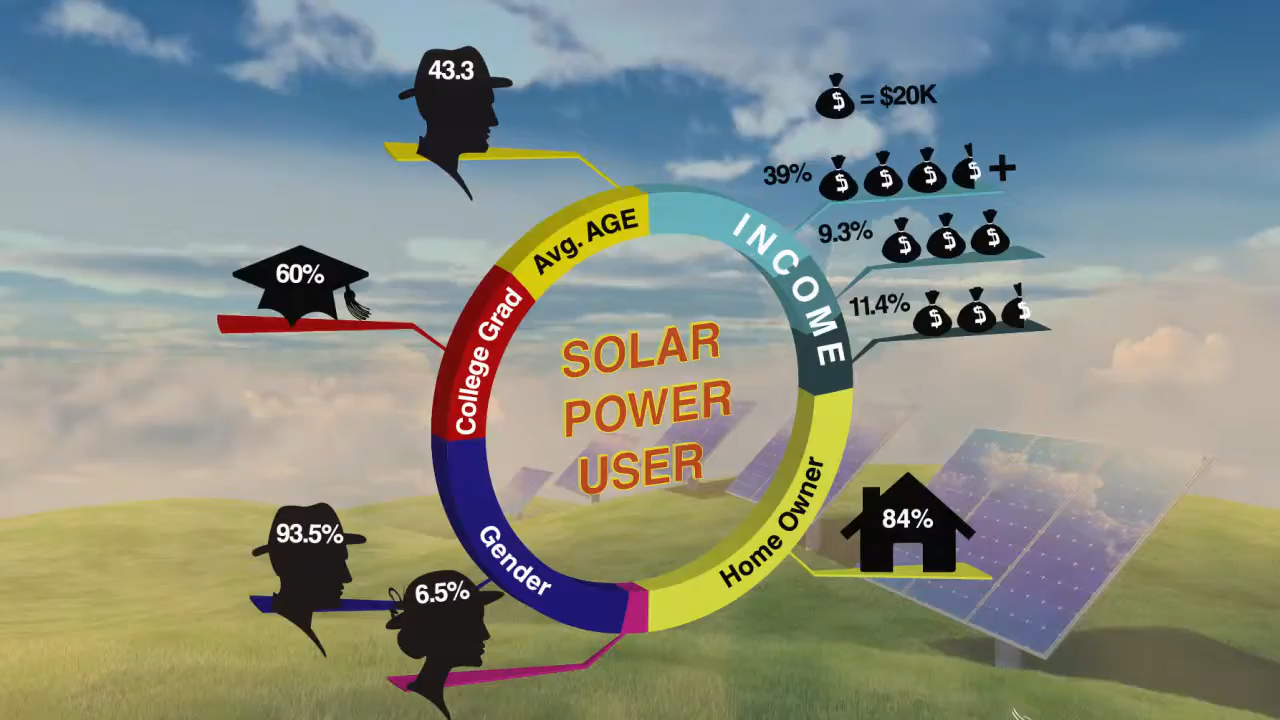 43.3
$ = $20K
39% $ $ $ $ +
9.3% $ $ $
11.4% $ $ $
Avg. AGE
INCOME
60%
College Grad
SOLAR
POWER
USER
Home Owner
84%
Gender
93.5%
6.5%